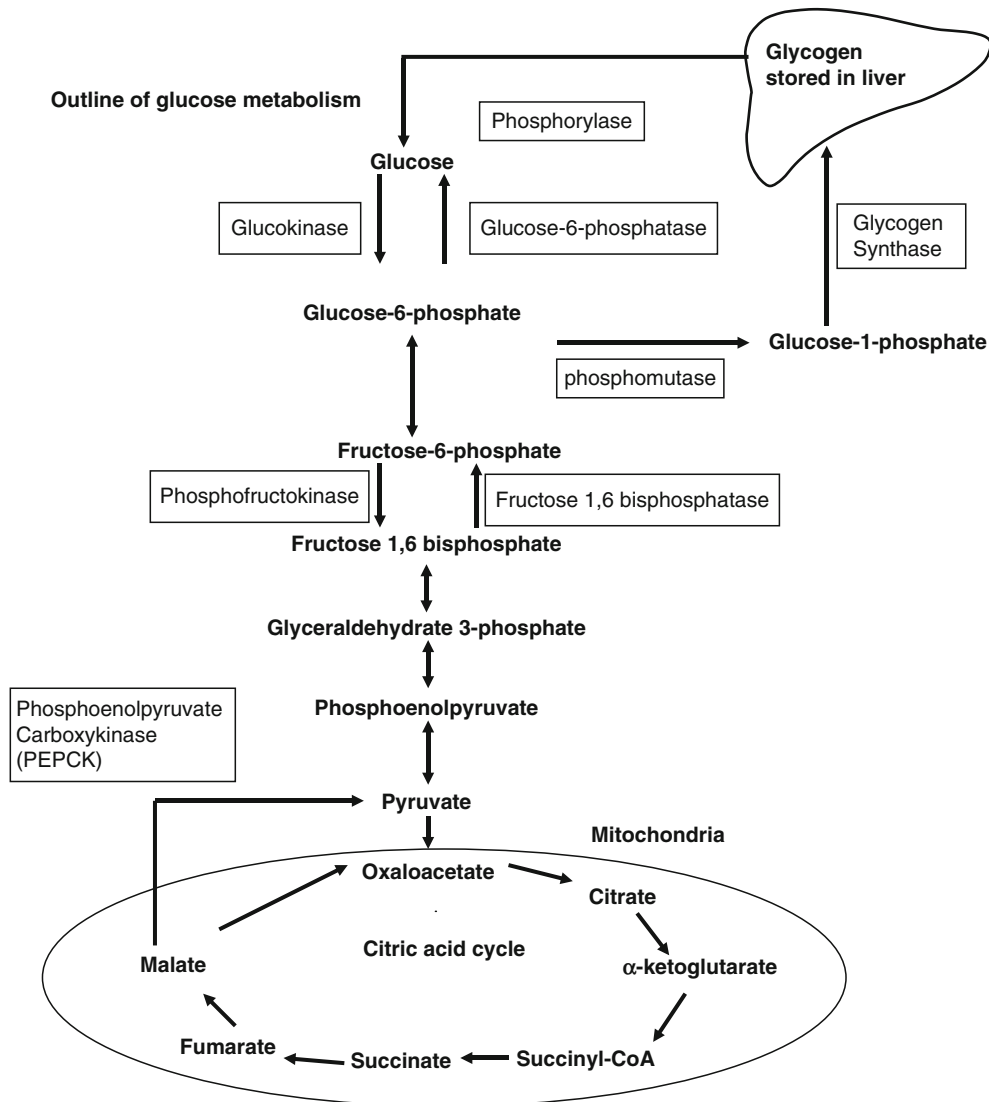 Glycogen
stored in liver
Outline of glucose metabolism
Phosphorylase
Glucose
Glucokinase
Glucose-6-phosphatase
Glycogen
Synthase
Glucose-6-phosphate
Glucose-1-phosphate
phosphomutase
Fructose-6-phosphate
Phosphofructokinase
Fructose 1,6 bisphosphatase
Fructose 1,6 bisphosphate
Glyceraldehydrate 3-phosphate
Phosphoenolpyruvate
Phosphoenolpyruvate
Carboxykinase
(PEPCK)
Pyruvate
Mitochondria
Oxaloacetate
Citrate
Citric acid cycle
Malate
α-ketoglutarate
Fumarate
Succinate
Succinyl-CoA